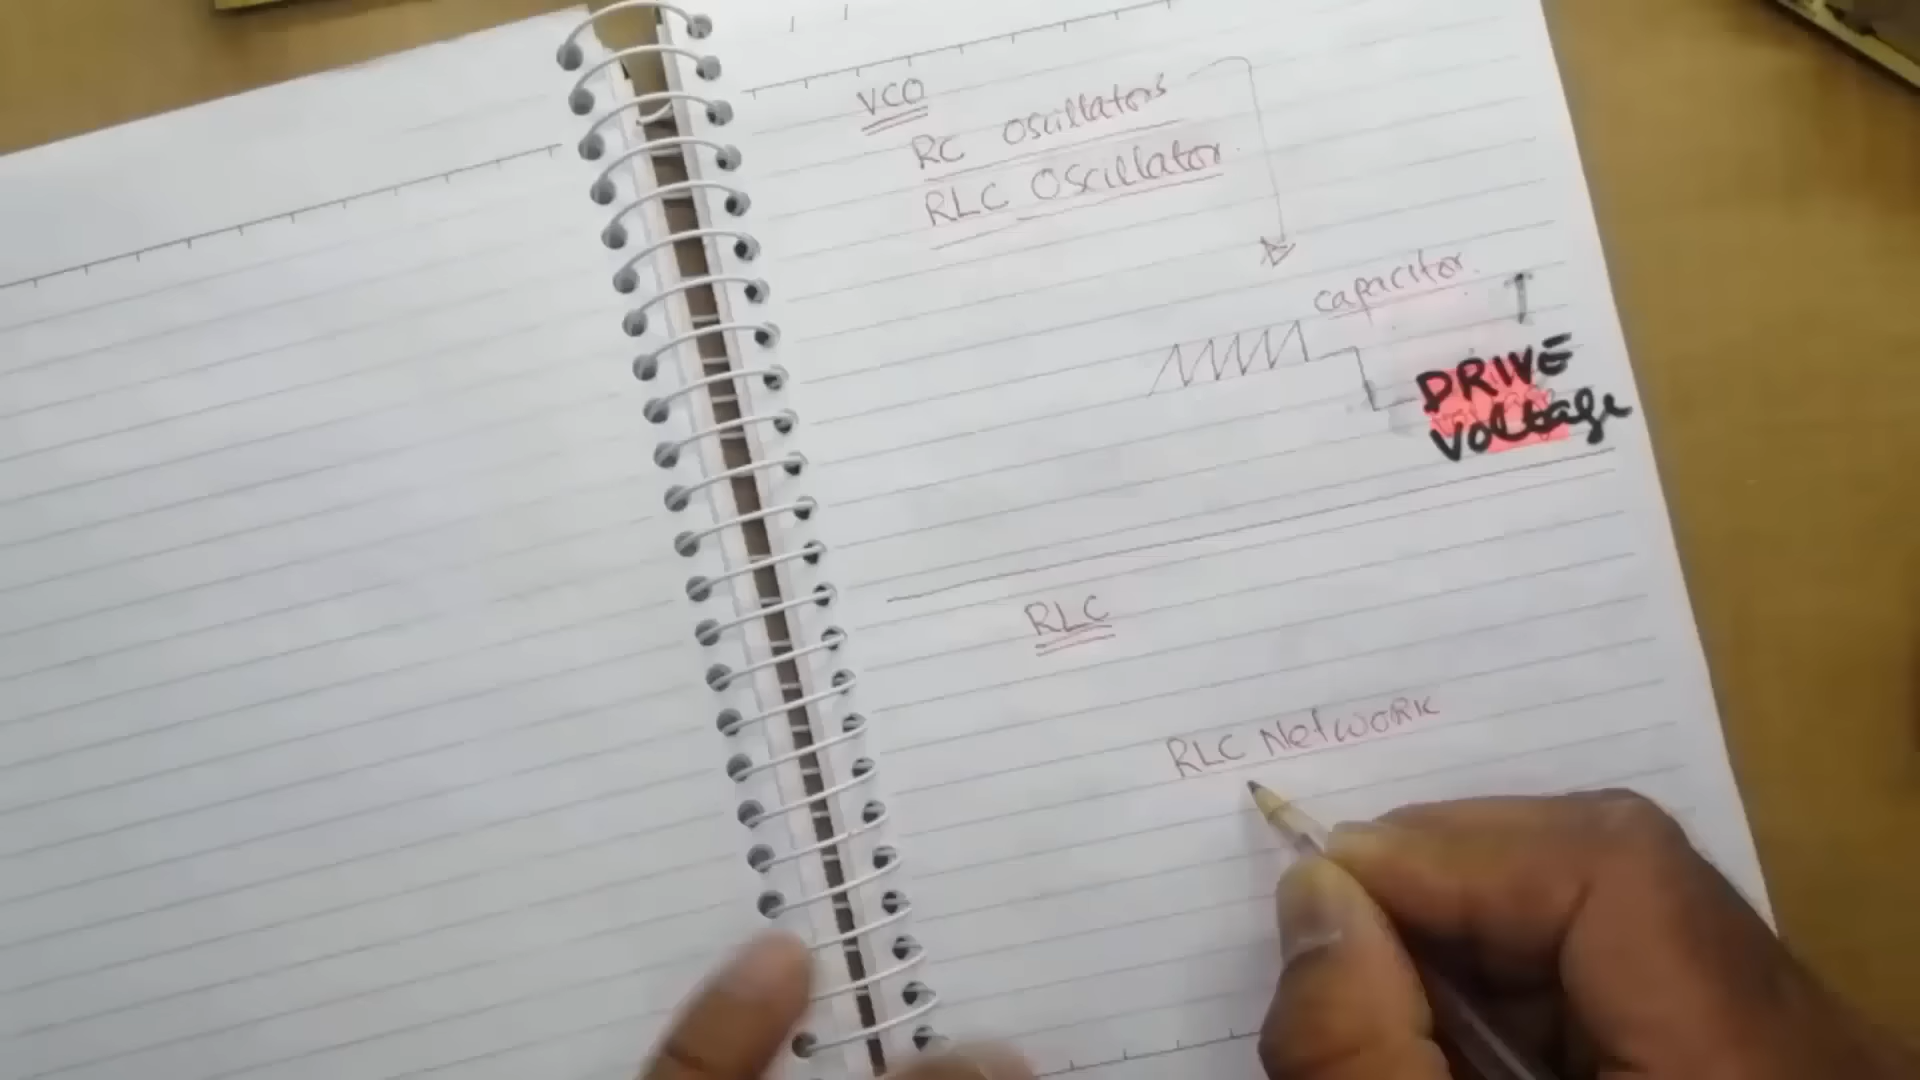 VCO
RC Oscillators
RLC Oscillator
capacitor.
DRIVE
Voltage
RLC
RLC Network